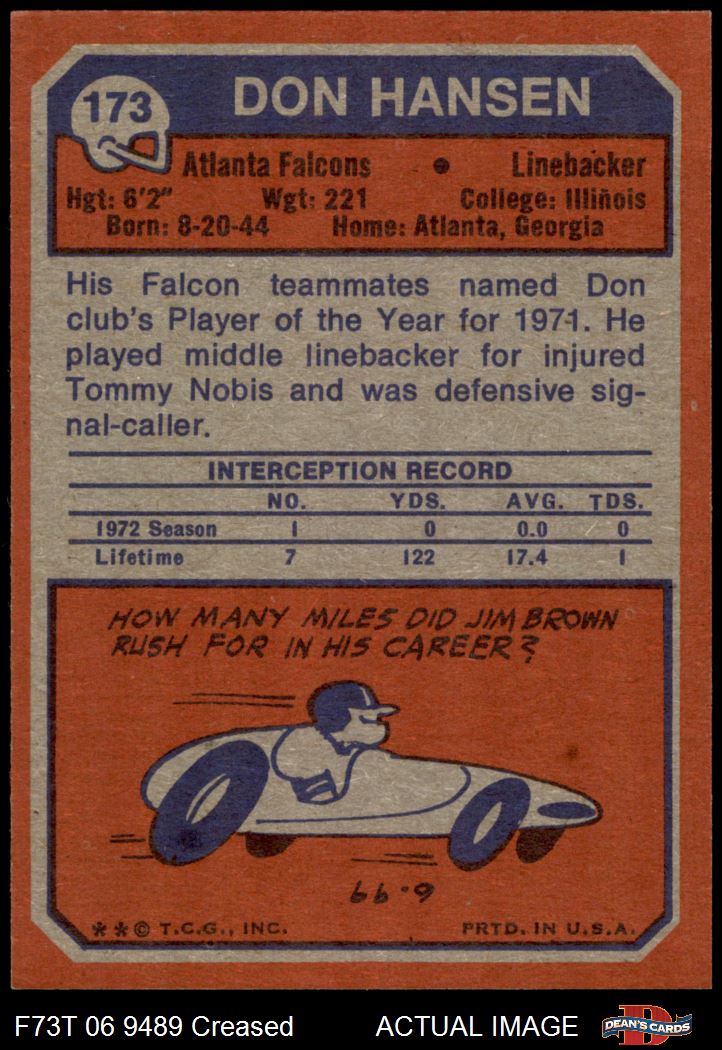 173
DON HANSEN
Atlanta Falcons • Linebacker
Hgt: 6'2" Wgt: 221 College: Illinois
Born: 8-20-44 Home: Atlanta, Georgia
His Falcon teammates named Don
club's Player of the Year for 1971. He
played middle linebacker for injured
Tommy Nobis and was defensive sig-
nal-caller.
INTERCEPTION RECORD
NO. YDS. AVG. TDS.
1972 Season 1 0 0.0 0
Lifetime 7 122 17.4 1
HOW MANY MILES DID JIM BROWN
RUSH FOR IN HIS CAREER?
6.99
**© T.C.G., INC. PRTD. IN U.S.A.
F73T 06 9489 Creased ACTUAL IMAGE
D
DEAN'S CARDS